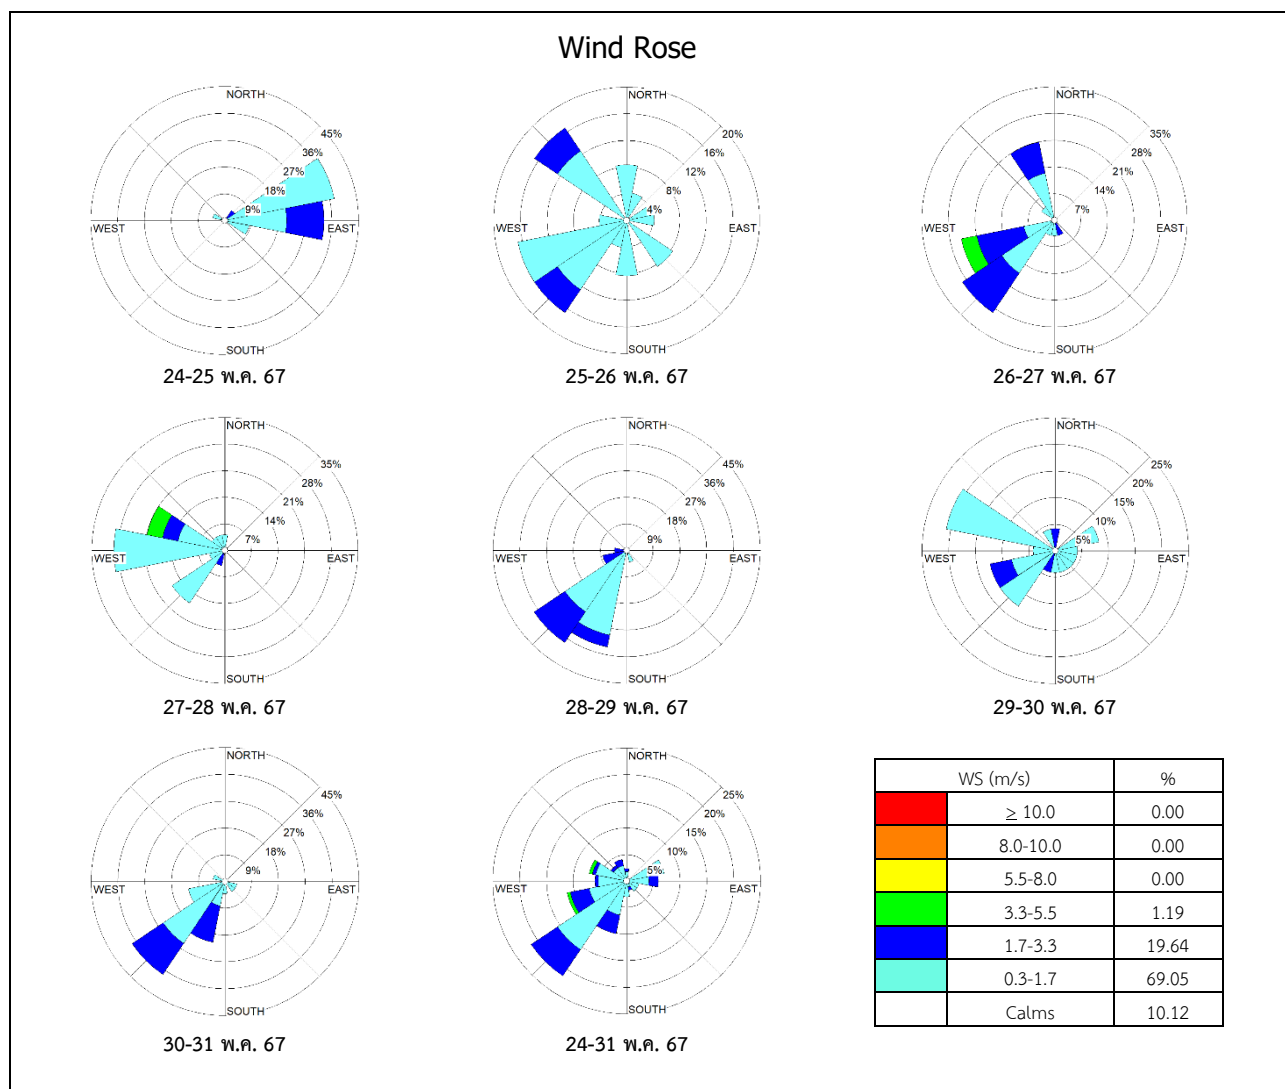 Wind Rose
NORTH
45%
36%
27%
18%
9%
WEST
EAST
SOUTH
24-25 พ.ค. 67
NORTH
20%
16%
12%
8%
4%
WEST
EAST
SOUTH
25-26 พ.ค. 67
NORTH
35%
28%
21%
14%
7%
WEST
EAST
SOUTH
26-27 พ.ค. 67
NORTH
35%
28%
21%
14%
7%
WEST
EAST
SOUTH
27-28 พ.ค. 67
NORTH
45%
36%
27%
18%
9%
WEST
EAST
SOUTH
28-29 พ.ค. 67
NORTH
25%
20%
15%
10%
5%
WEST
EAST
SOUTH
29-30 พ.ค. 67
NORTH
45%
36%
27%
18%
9%
WEST
EAST
SOUTH
30-31 พ.ค. 67
NORTH
25%
20%
15%
10%
5%
WEST
EAST
SOUTH
24-31 พ.ค. 67
WS (m/s) %
≥ 10.0 0.00
8.0-10.0 0.00
5.5-8.0 0.00
3.3-5.5 1.19
1.7-3.3 19.64
0.3-1.7 69.05
Calms 10.12